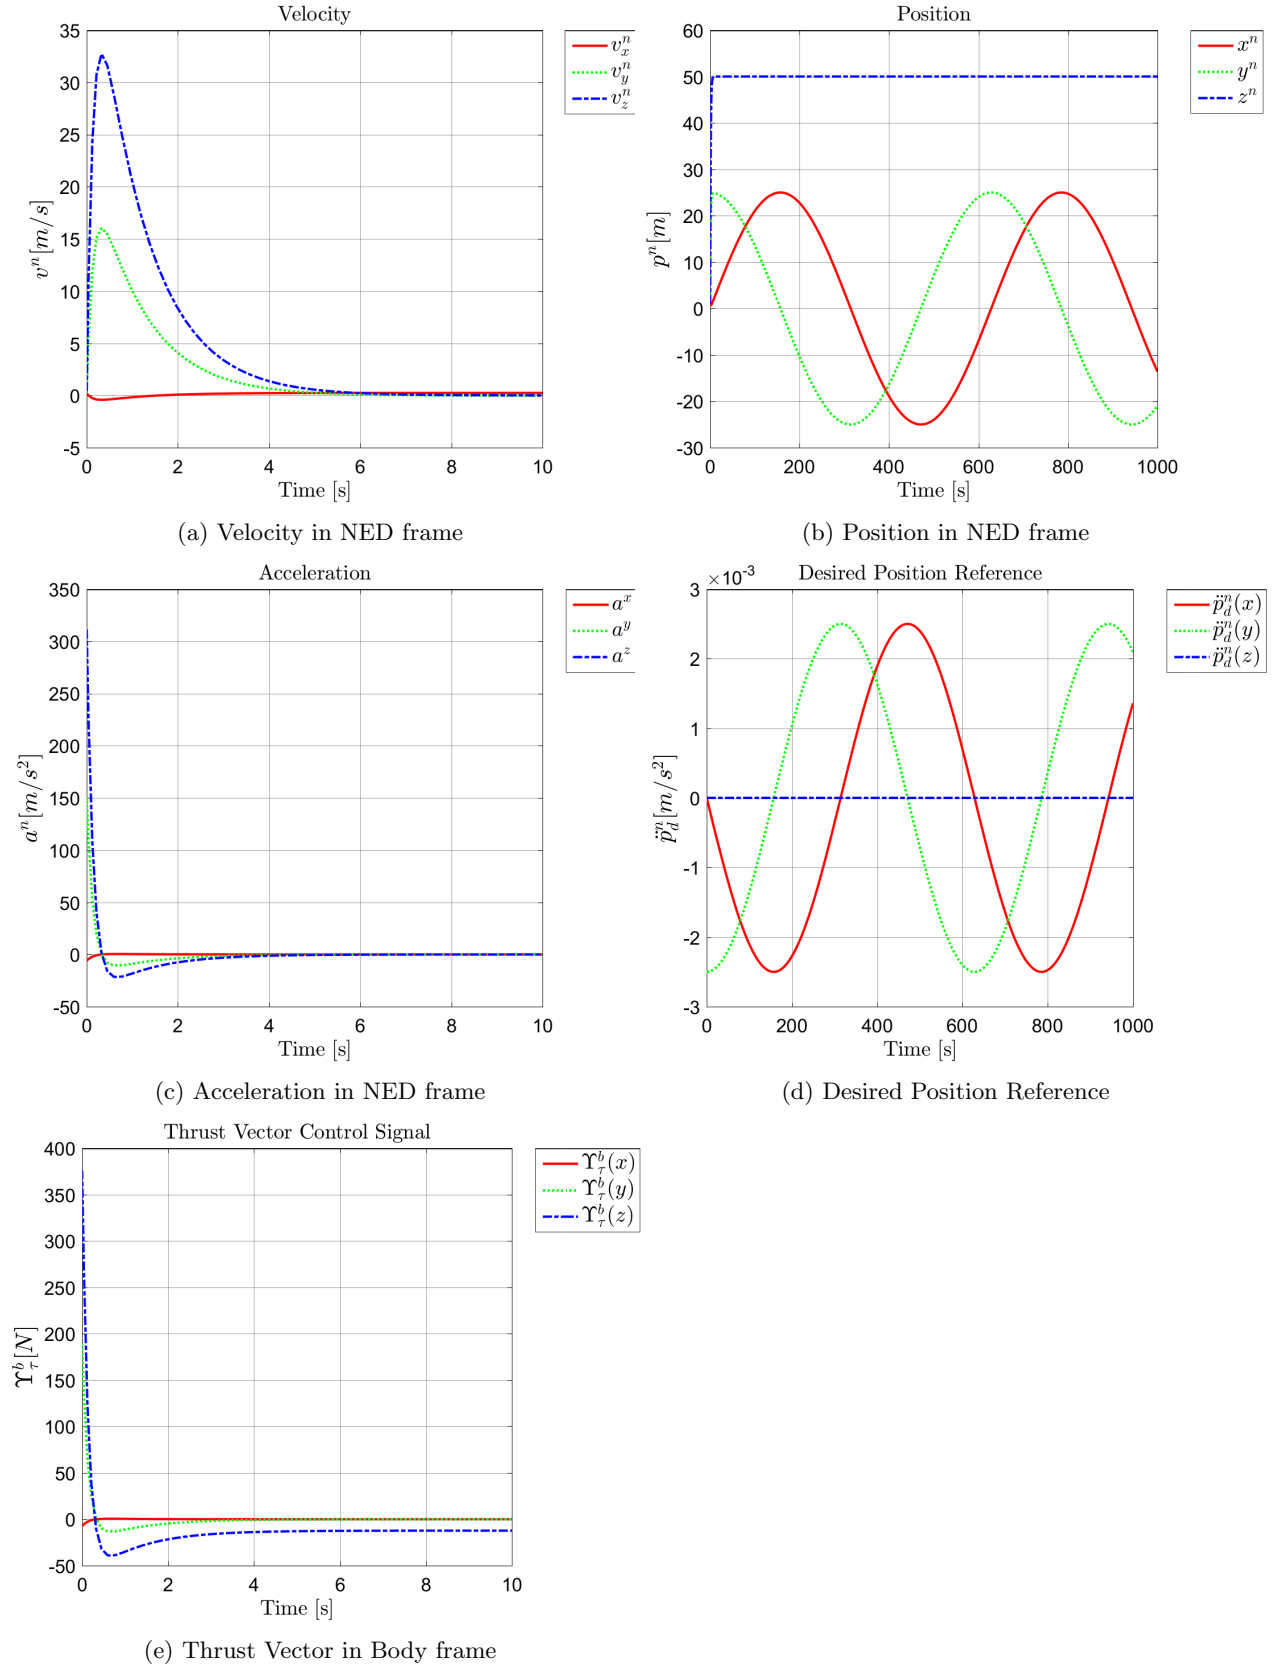 Velocity
v_x^n
v_y^n
v_z^n
35
30
25
20
15
10
5
0
-5
v^n[m/s]
0 2 4 6 8 10
Time [s]
(a) Velocity in NED frame
Position
x^n
y^n
z^n
60
50
40
30
20
10
0
-10
-20
-30
p^n[m]
0 200 400 600 800 1000
Time [s]
(b) Position in NED frame
Acceleration
a^x
a^y
a^z
350
300
250
200
150
100
50
0
-50
a^n[m/s^2]
0 2 4 6 8 10
Time [s]
(c) Acceleration in NED frame
×10^-3
Desired Position Reference
p̈_d^n(x)
p̈_d^n(y)
p̈_d^n(z)
3
2
1
0
-1
-2
-3
p̈_d^n[m/s^2]
0 200 400 600 800 1000
Time [s]
(d) Desired Position Reference
Thrust Vector Control Signal
ϒ_τ^b(x)
ϒ_τ^b(y)
ϒ_τ^b(z)
400
350
300
250
200
150
100
50
0
-50
ϒ_τ^b[N]
0 2 4 6 8 10
Time [s]
(e) Thrust Vector in Body frame